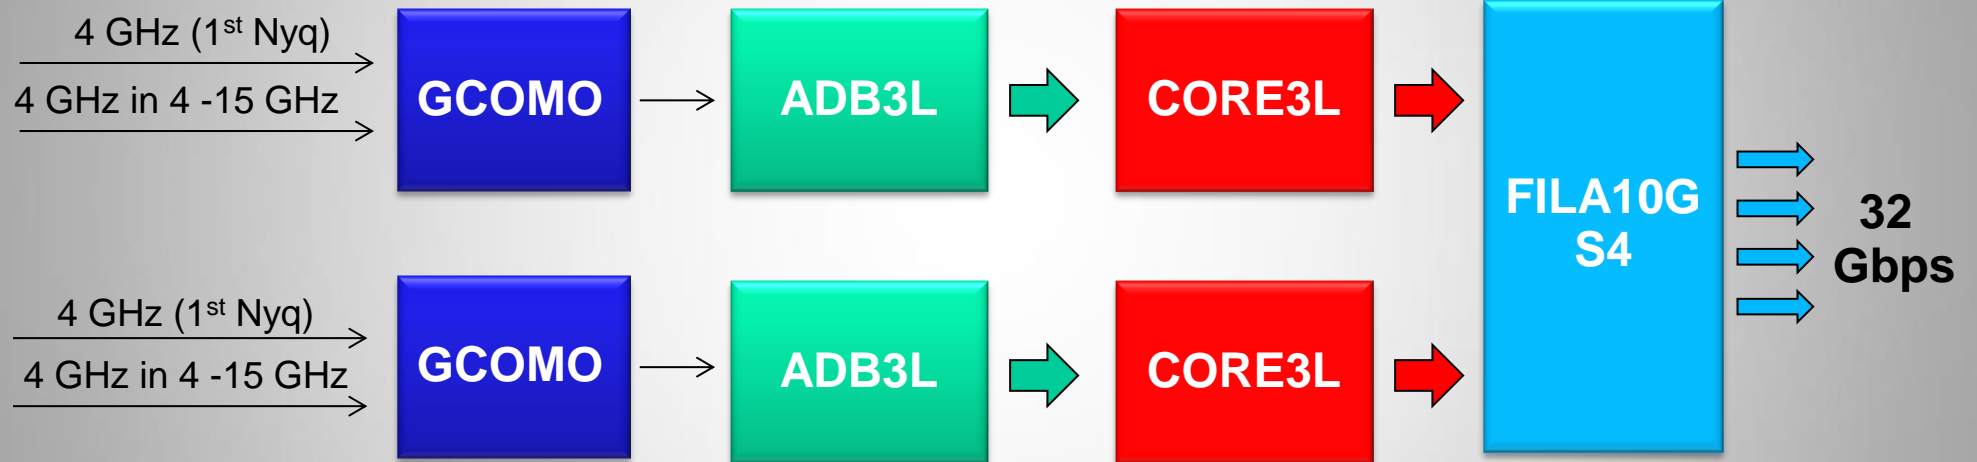 4 GHz (1st Nyq)
4 GHz in 4 -15 GHz
GCOMO
ADB3L
CORE3L
FILA10G
S4
32
Gbps
4 GHz (1st Nyq)
4 GHz in 4 -15 GHz
GCOMO
ADB3L
CORE3L